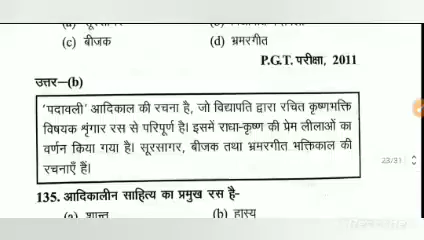 (c) बीजक (d) भ्रमरगीत
P.G.T. परीक्षा, 2011
उत्तर—(b)
'पदावली' आदिकाल की रचना है, जो विद्यापति द्वारा रचित कृष्णभक्ति
विषयक शृंगार रस से परिपूर्ण है। इसमें राधा-कृष्ण की प्रेम लीलाओं का
वर्णन किया गया है। सूरसागर, बीजक तथा भ्रमरगीत भक्तिकाल की
रचनाएँ हैं।
23/31
135. आदिकालीन साहित्य का प्रमुख रस है-
(a) शान्त (b) हास्य